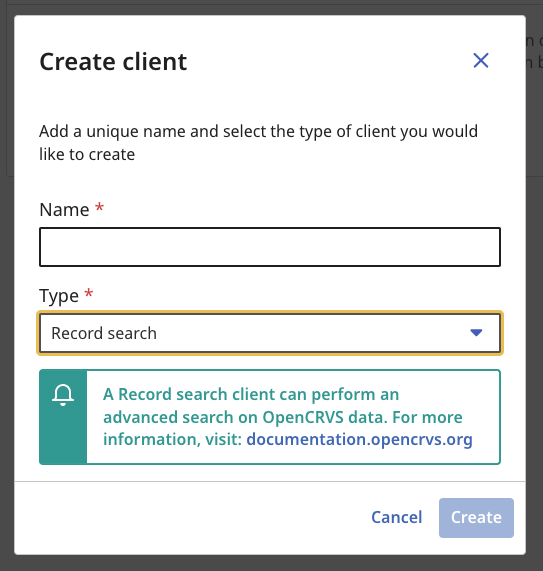 Create client
Add a unique name and select the type of client you would
like to create
Name *
Type *
Record search
A Record search client can perform an
advanced search on OpenCRVS data. For more
information, visit: documentation.opencrvs.org
Cancel
Create